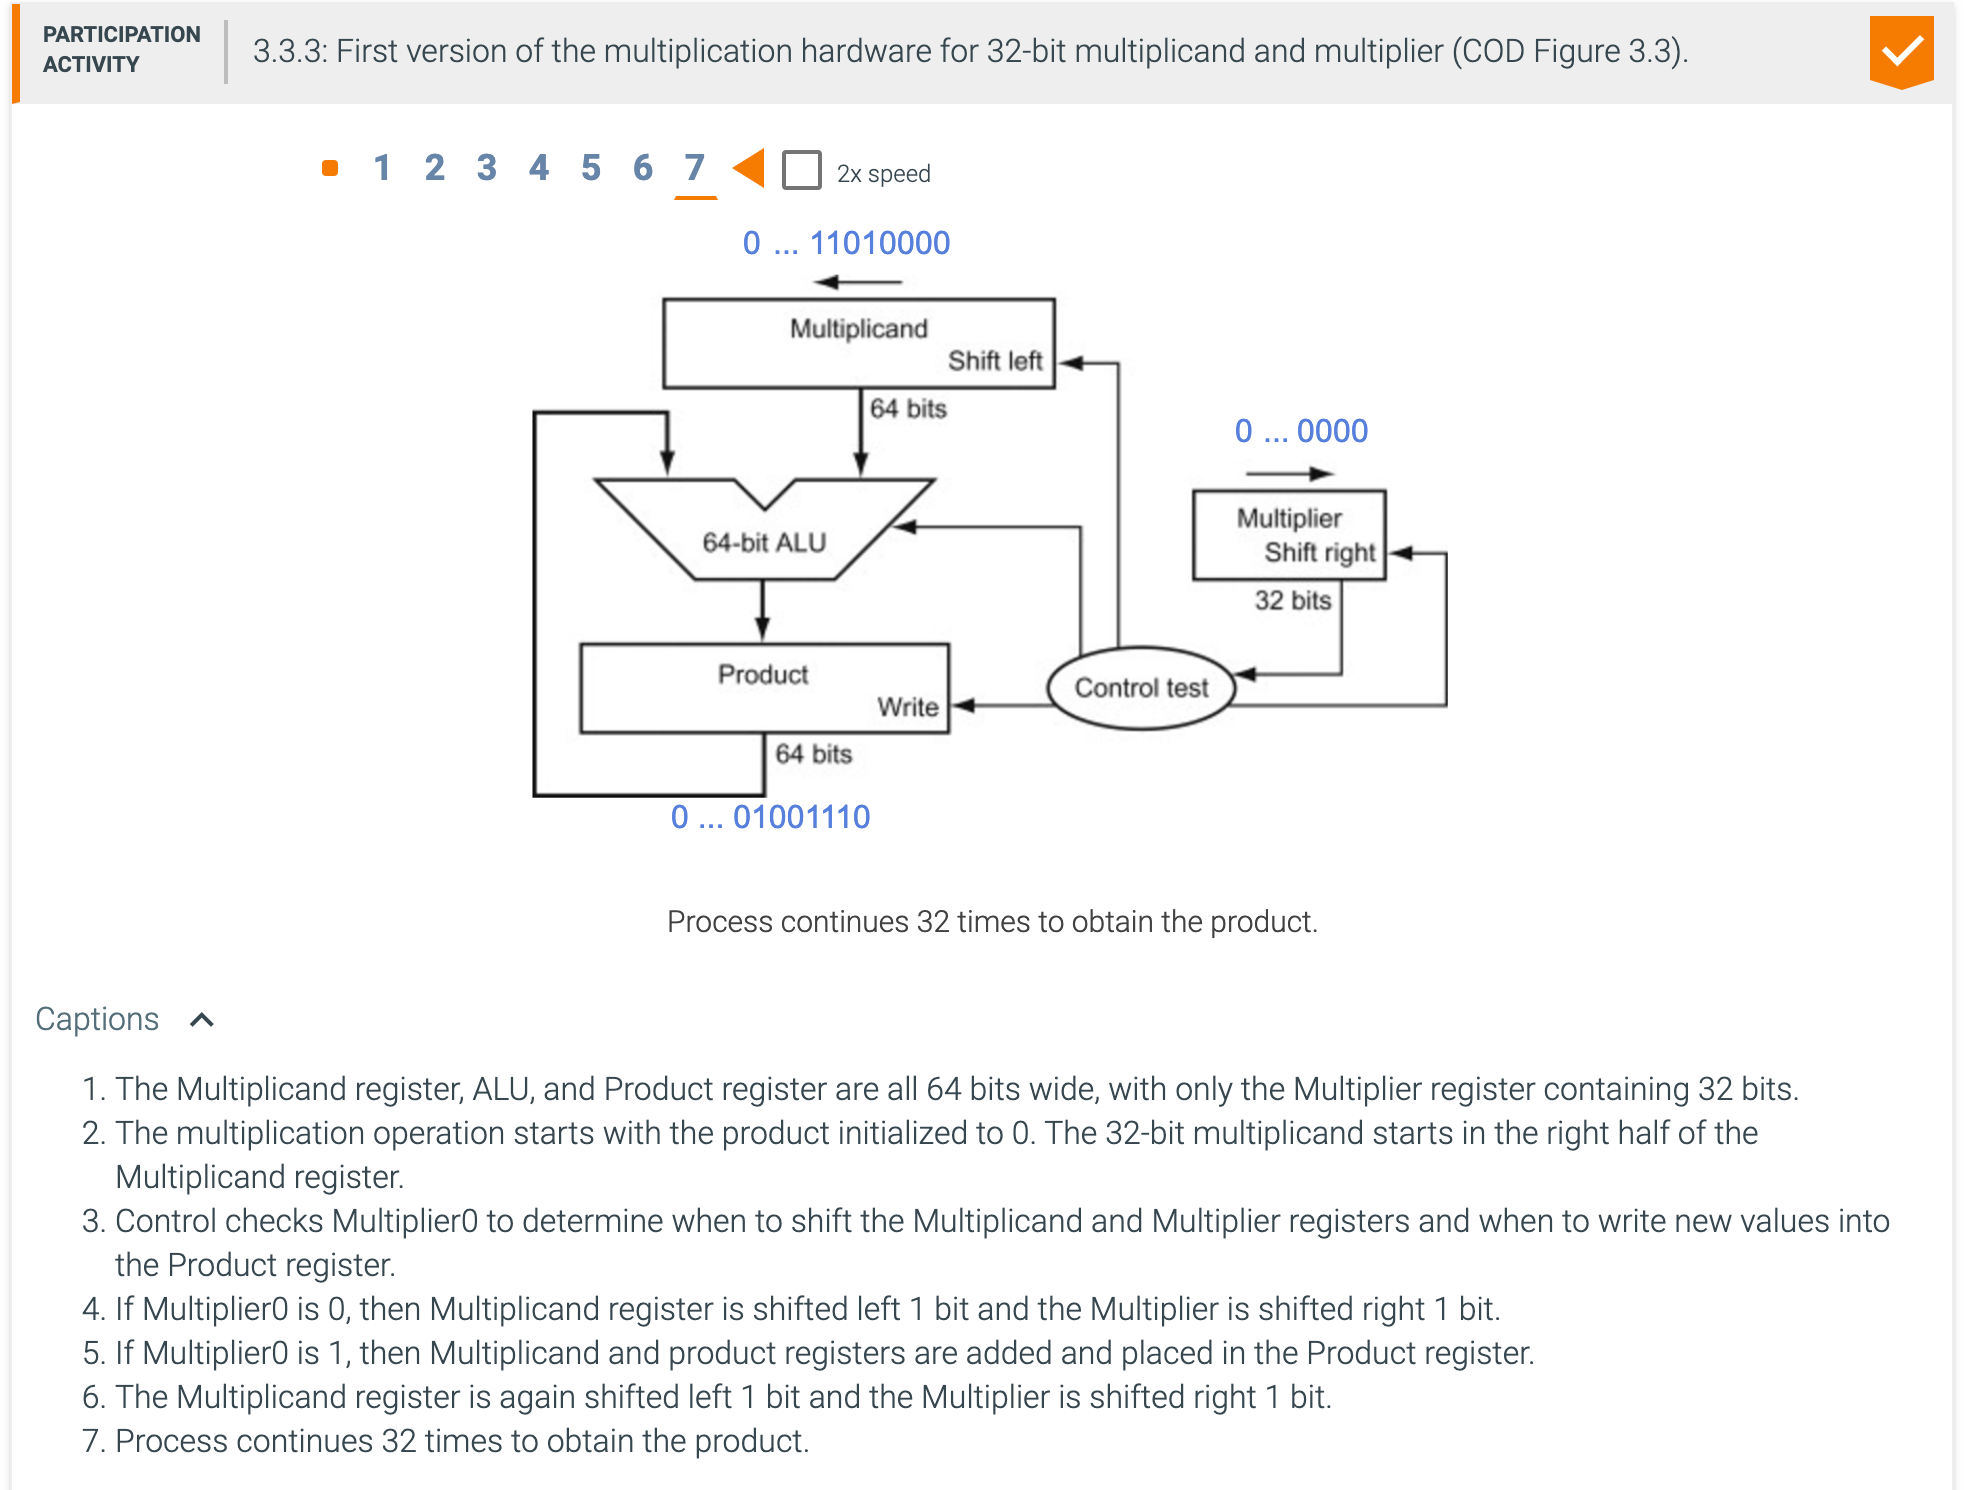 PARTICIPATION
ACTIVITY
3.3.3: First version of the multiplication hardware for 32-bit multiplicand and multiplier (COD Figure 3.3).
1 2 3 4 5 6 7 2x speed
0 ... 11010000
Multiplicand
Shift left
64 bits
0 ... 0000
Multiplier
Shift right
32 bits
64-bit ALU
Product
Write
Control test
64 bits
0 ... 01001110
Process continues 32 times to obtain the product.
Captions
1. The Multiplicand register, ALU, and Product register are all 64 bits wide, with only the Multiplier register containing 32 bits.
2. The multiplication operation starts with the product initialized to 0. The 32-bit multiplicand starts in the right half of the
Multiplicand register.
3. Control checks Multiplier0 to determine when to shift the Multiplicand and Multiplier registers and when to write new values into
the Product register.
4. If Multiplier0 is 0, then Multiplicand register is shifted left 1 bit and the Multiplier is shifted right 1 bit.
5. If Multiplier0 is 1, then Multiplicand and product registers are added and placed in the Product register.
6. The Multiplicand register is again shifted left 1 bit and the Multiplier is shifted right 1 bit.
7. Process continues 32 times to obtain the product.